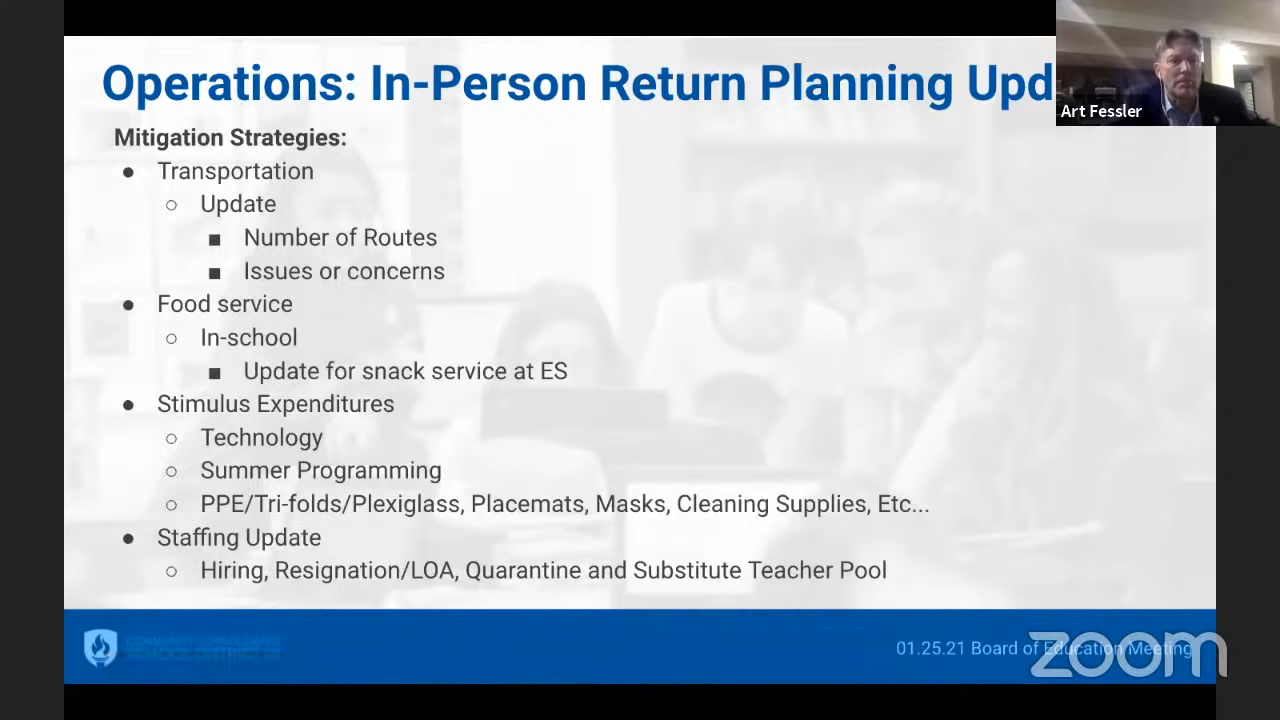 Operations: In-Person Return Planning Upd
Art Fessler
Mitigation Strategies:
● Transportation
○ Update
■ Number of Routes
■ Issues or concerns
● Food service
○ In-school
■ Update for snack service at ES
● Stimulus Expenditures
○ Technology
○ Summer Programming
○ PPE/Tri-folds/Plexiglass, Placemats, Masks, Cleaning Supplies, Etc...
● Staffing Update
○ Hiring, Resignation/LOA, Quarantine and Substitute Teacher Pool
01.25.21 Board of Education Meeting
zoom